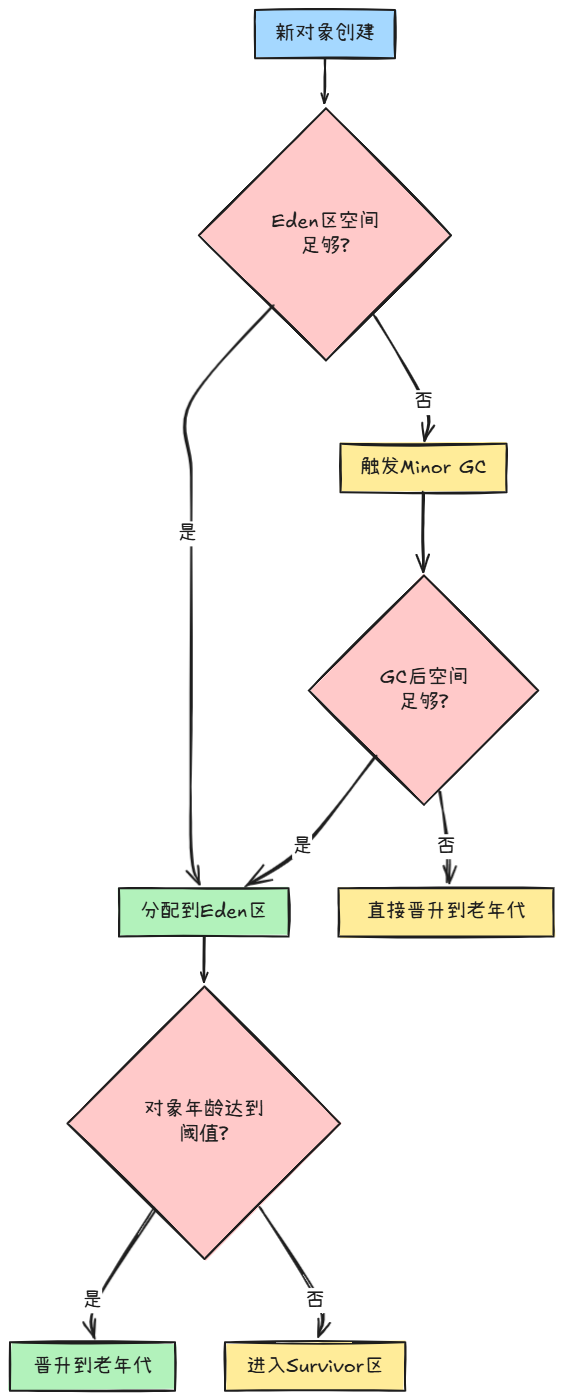 新对象创建
Eden区空间
足够?
否
触发Minor GC
是
GC后空间
足够?
是
否
分配到Eden区
直接晋升到老年代
对象年龄达到
阈值?
是
否
晋升到老年代
进入Survivor区